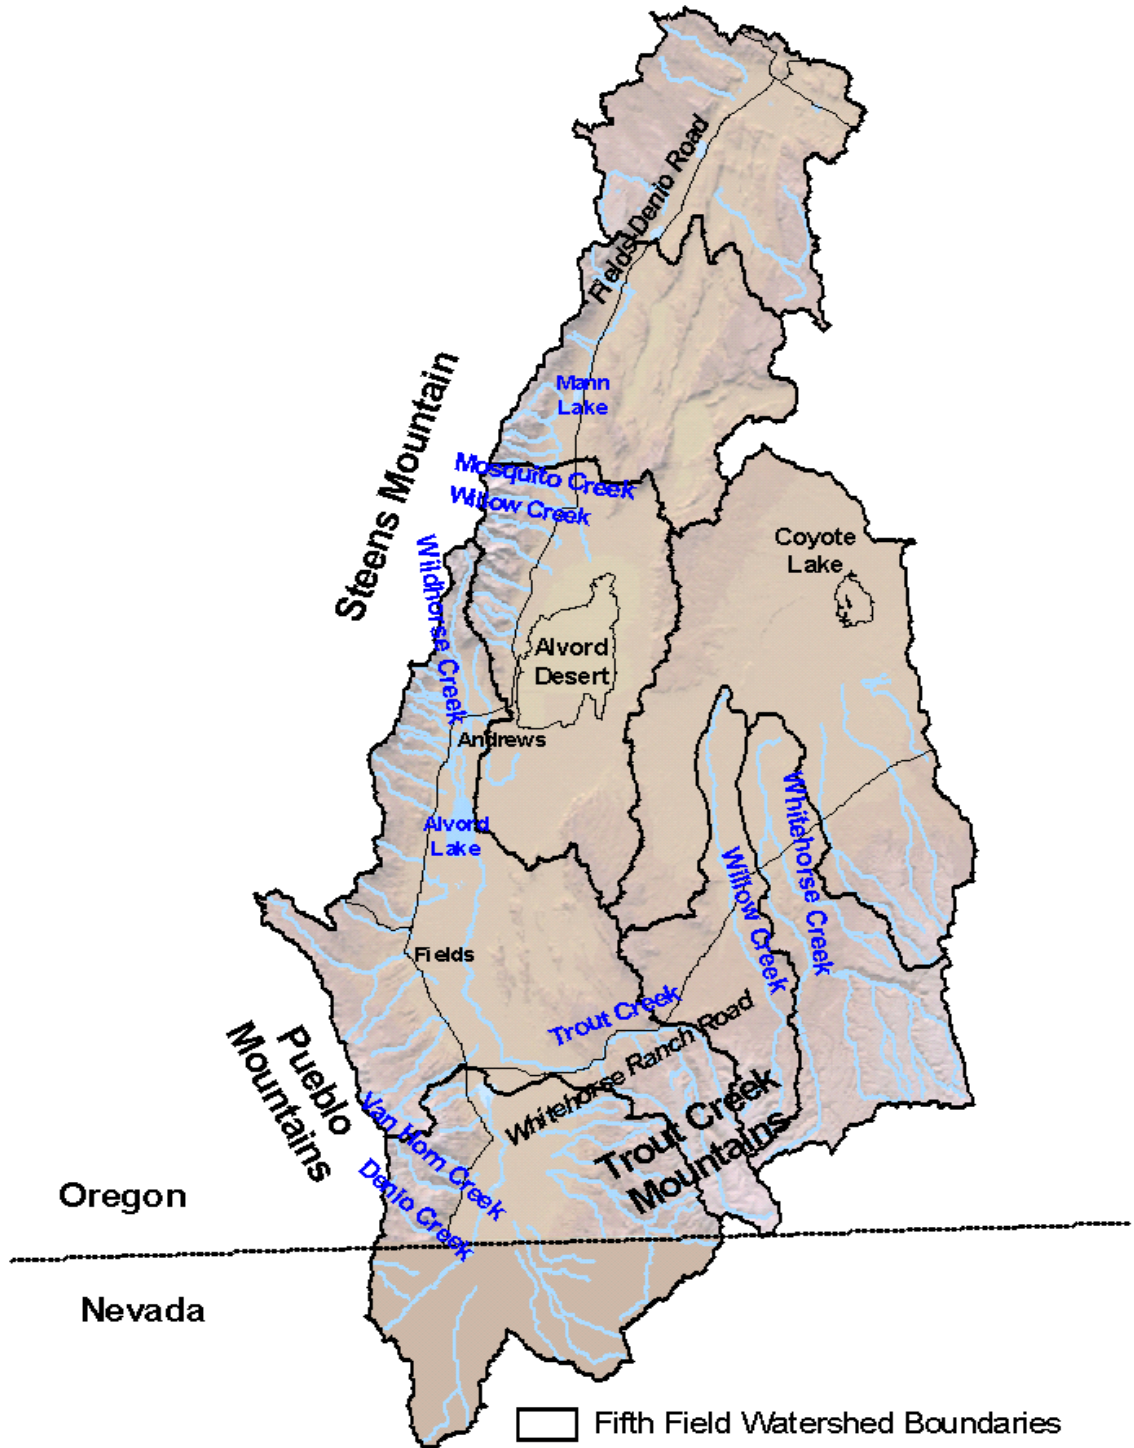 Fields-Denio Road
Mann
Lake
Steens Mountain
Mosquito Creek
Willow Creek
Wildhorse Creek
Coyote
Lake
Alvord
Desert
Andrews
Alvord
Lake
Whitehorse Creek
Willow Creek
Fields
Trout Creek
Whitehorse Ranch Road
Pueblo
Mountains
Trout Creek
Mountains
Van Horn Creek
Denio Creek
Oregon
Nevada
Fifth Field Watershed Boundaries